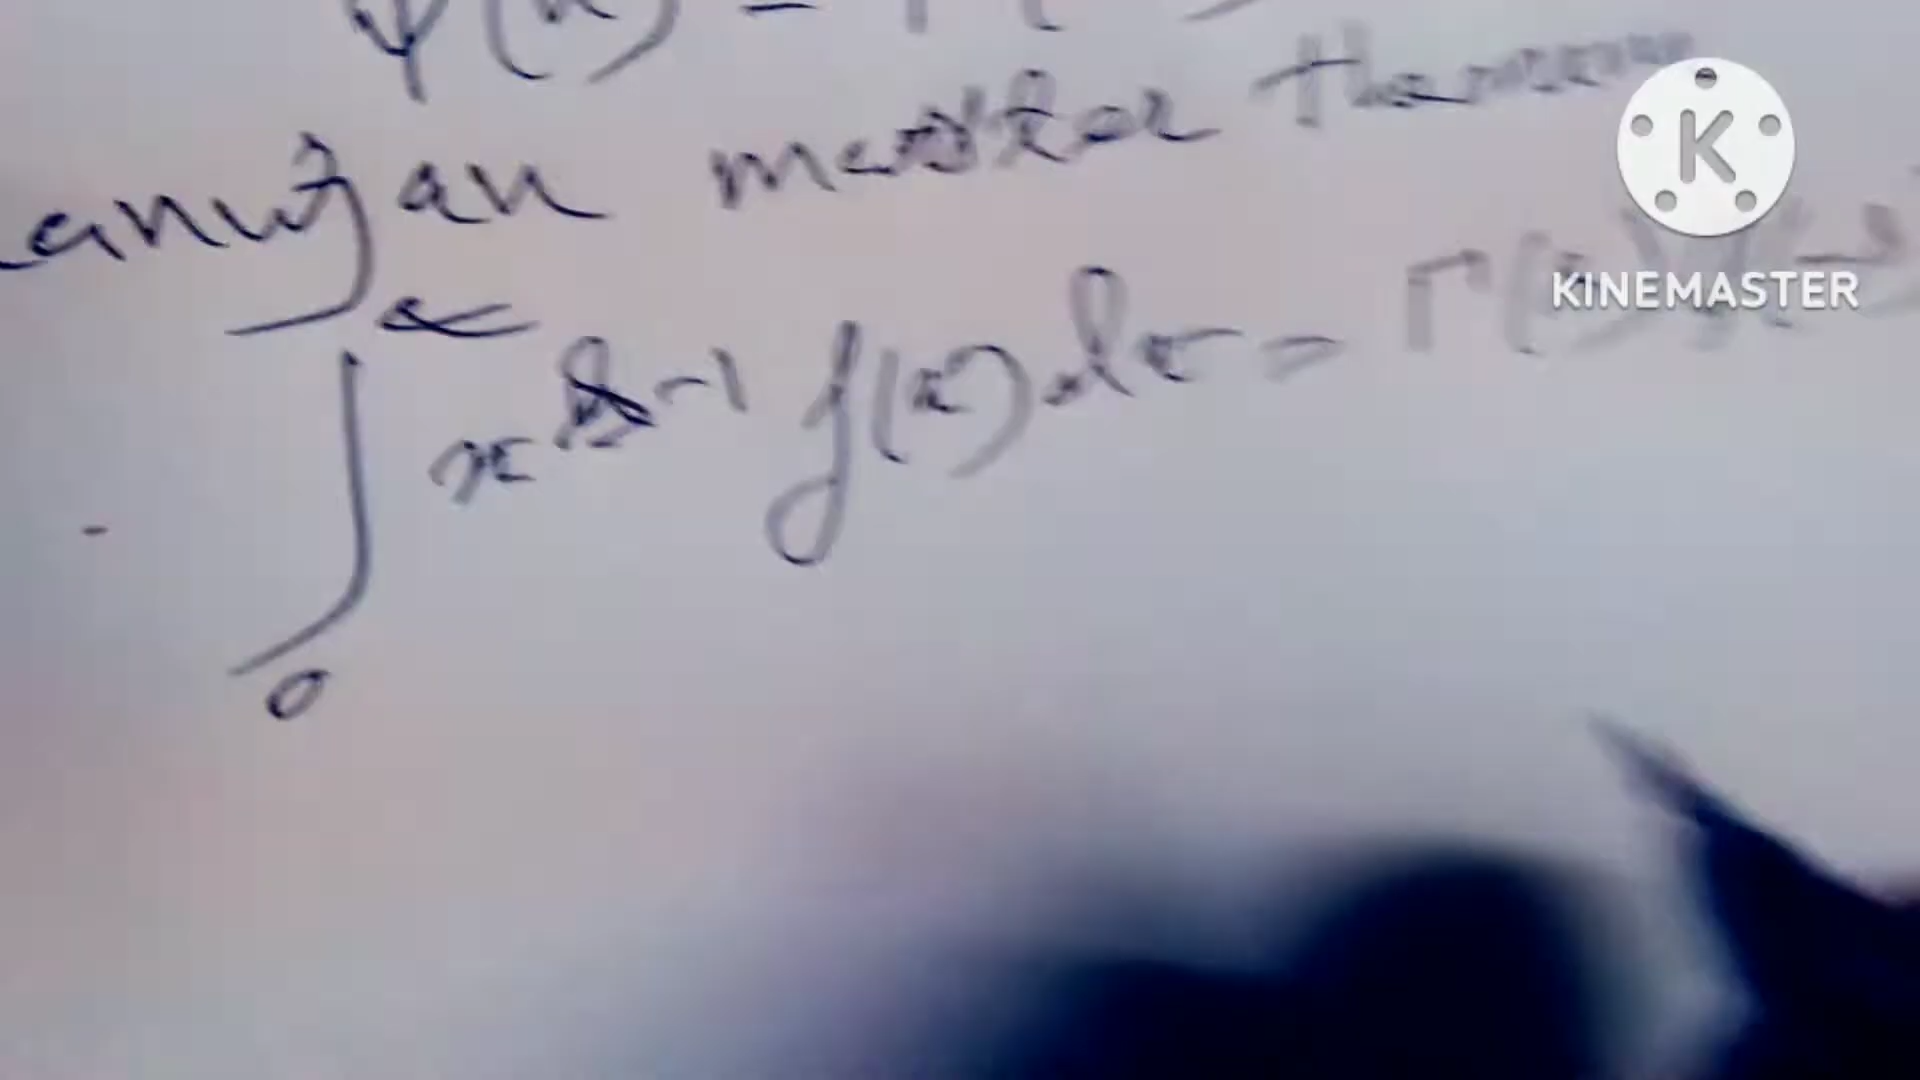 φ(n) =
anujan master theorem
∫₀^∞ x^{s-1} f(x) dx = Γ(s)
K
KINEMASTER